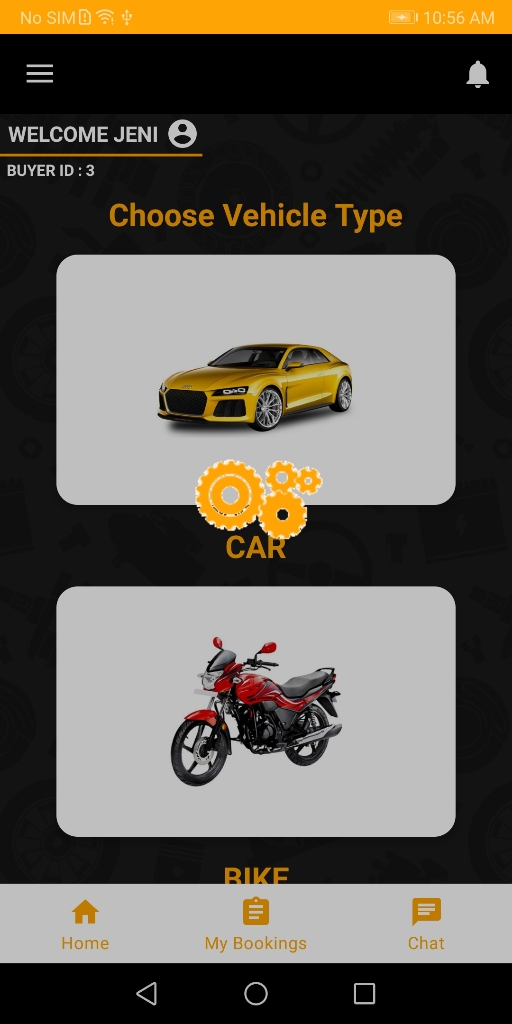 No SIM 10:56 AM
WELCOME JENI
BUYER ID : 3
Choose Vehicle Type
CAR
BIKE
Home My Bookings Chat